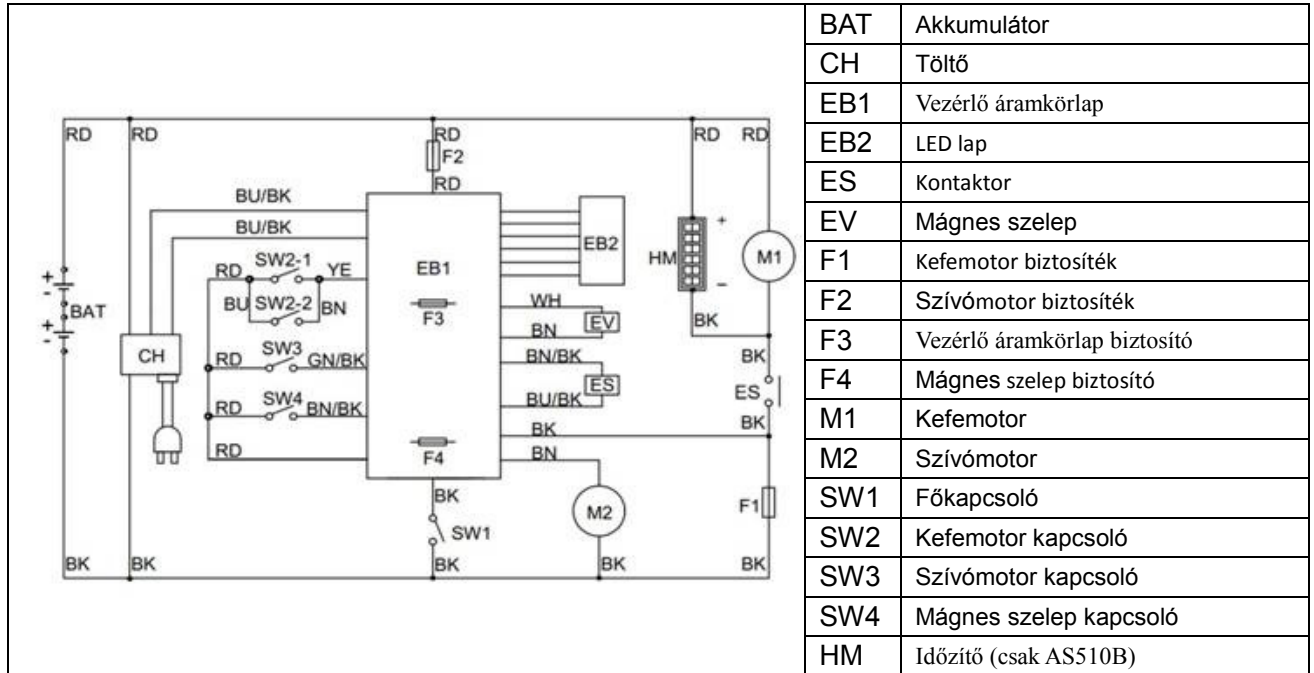 RD RD RD RD RD
F2
RD
BU/BK
BU/BK
SW2-1
RD YE
BU SW2-2 BN
EB1
F3
EB2
HM
+
−
M1
+
-
BAT
+
-
WH
EV
BN
BK
CH
SW3
RD GN/BK
BN/BK
ES
BU/BK
BK
ES
BK
SW4
RD BN/BK
BK
RD
F4
BN
BK
M2
F1
SW1
BK BK BK BK BK
BAT Akkumulátor
CH Töltő
EB1 Vezérlő áramkörlap
EB2 LED lap
ES Kontaktor
EV Mágnes szelep
F1 Kefemotor biztosíték
F2 Szívómotor biztosíték
F3 Vezérlő áramkörlap biztosító
F4 Mágnes szelep biztosító
M1 Kefemotor
M2 Szívómotor
SW1 Főkapcsoló
SW2 Kefemotor kapcsoló
SW3 Szívómotor kapcsoló
SW4 Mágnes szelep kapcsoló
HM Időzítő (csak AS510B)